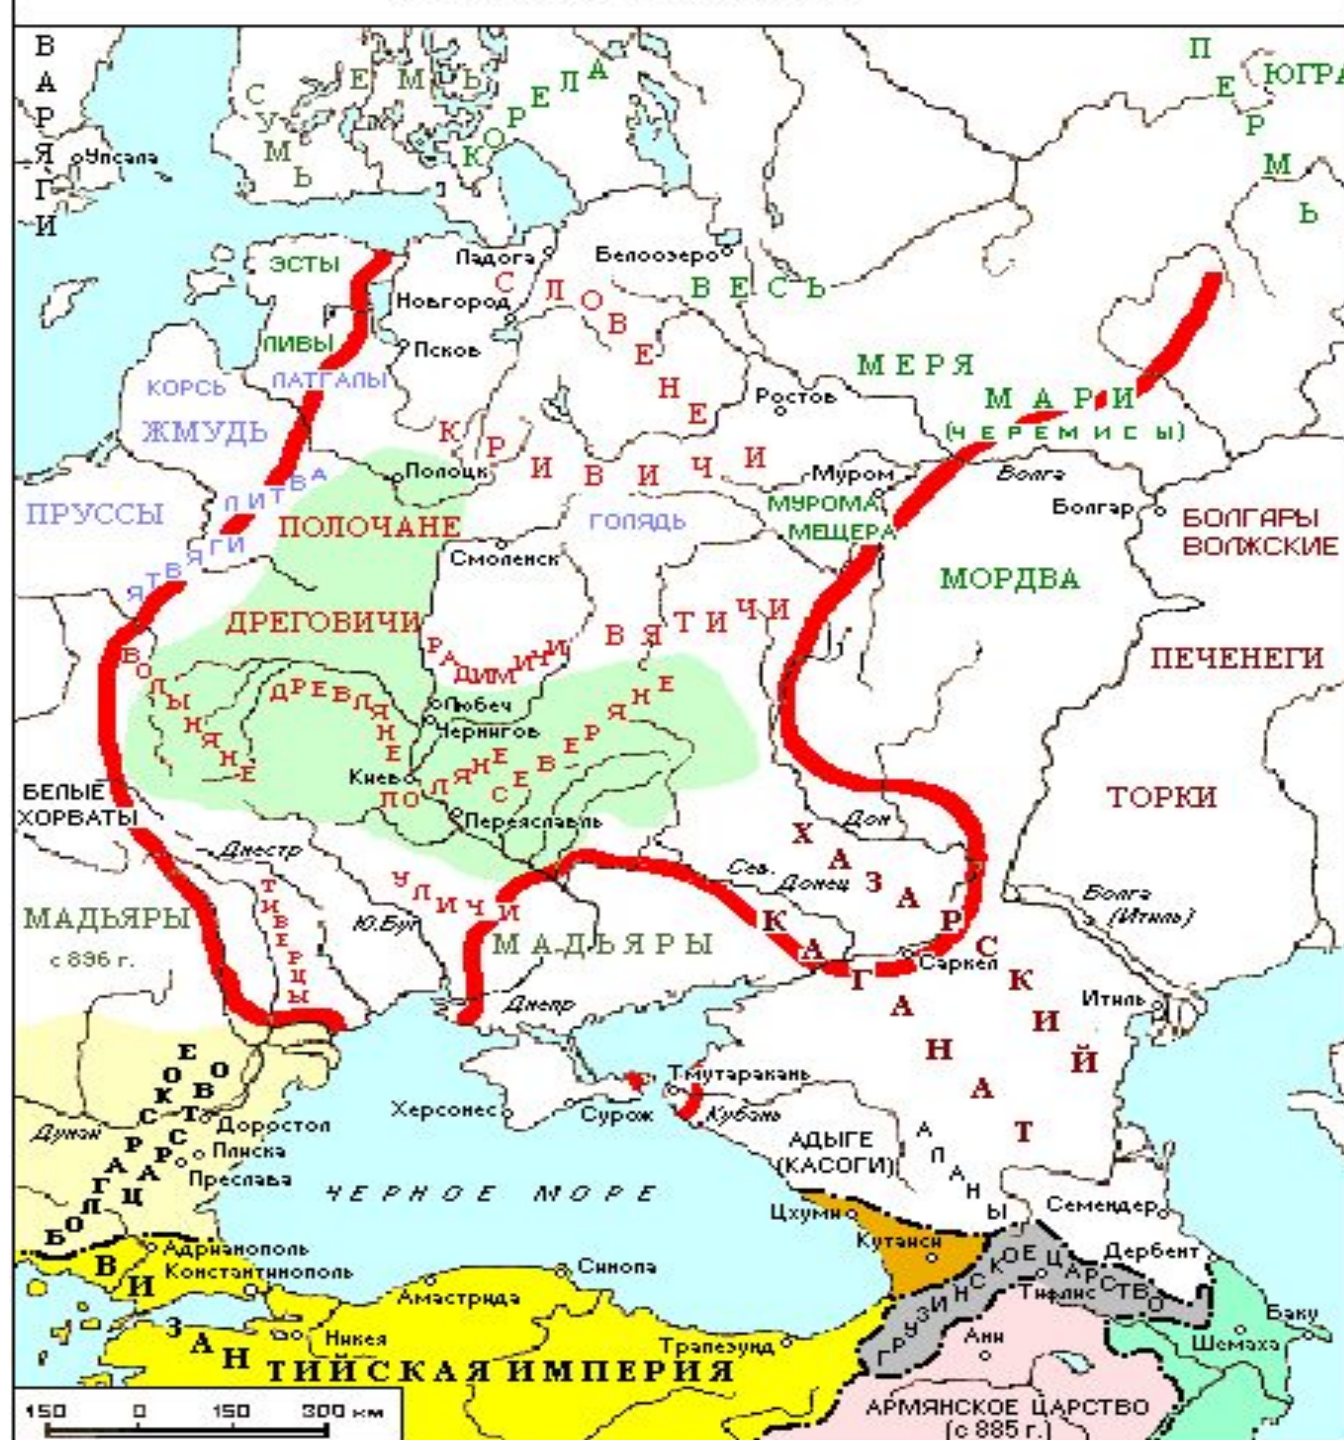 ВАРЯГИ
Упсала
СУМЬ
ЕМЬ
КОРЕЛА
ПЕРМЬ
ЮГРА
ЭСТЫ
Ладога
Белоозеро
Новгород
СЛОВЕНЕ
ВЕСЬ
ЛИВЫ
Псков
КОРСЬ
ЛАТГАЛЫ
МЕРЯ
Ростов
МАРИ
(ЧЕРЕМИСЫ)
ЖМУДЬ
КРИВИЧИ
Полоцк
Муром
Волга
ЛИТВА
ПРУССЫ
ПОЛОЧАНЕ
ГОЛЯДЬ
МУРОМА
МЕЩЕРА
Болгар
БОЛГАРЫ
ВОЛЖСКИЕ
ЯТВЯГИ
Смоленск
МОРДВА
ДРЕГОВИЧИ
РАДИМИЧИ
ВЯТИЧИ
ПЕЧЕНЕГИ
ВОЛЫНЯНЕ
ДРЕВЛЯНЕ
Любеч
Чернигов
СЕВЕРЯНЕ
Киев
ПОЛЯНЕ
Переяславль
БЕЛЫЕ
ХОРВАТЫ
ТОРКИ
Дон
Днестр
ХАЗАРСКИЙ
Сев. Донец
УЛИЧИ
ТИВЕРЦЫ
Ю.Буг
Волга
(Итиль)
МАДЬЯРЫ
с 896 г.
МАДЬЯРЫ
КАГАНАТ
Саркел
Днепр
Итиль
Тмутаракань
Херсонес
Сурож
Кубань
БОЛГАРСКОЕ
ЦАРСТВО
Дунай
Доростол
Плиска
Преслава
АДЫГЕ
(КАСОГИ)
АЛАНЫ
ЧЕРНОЕ МОРЕ
Семендер
Цхуми
Кутаиси
Дербент
Адрианополь
Константинополь
Синопа
Амастрида
ГРУЗИНСКОЕ ЦАРСТВО
Тифлис
Баку
Шемаха
Никея
Трапезунд
Ани
ВИЗАНТИЙСКАЯ ИМПЕРИЯ
АРМЯНСКОЕ ЦАРСТВО
(с 885 г.)
150 0 150 300 км